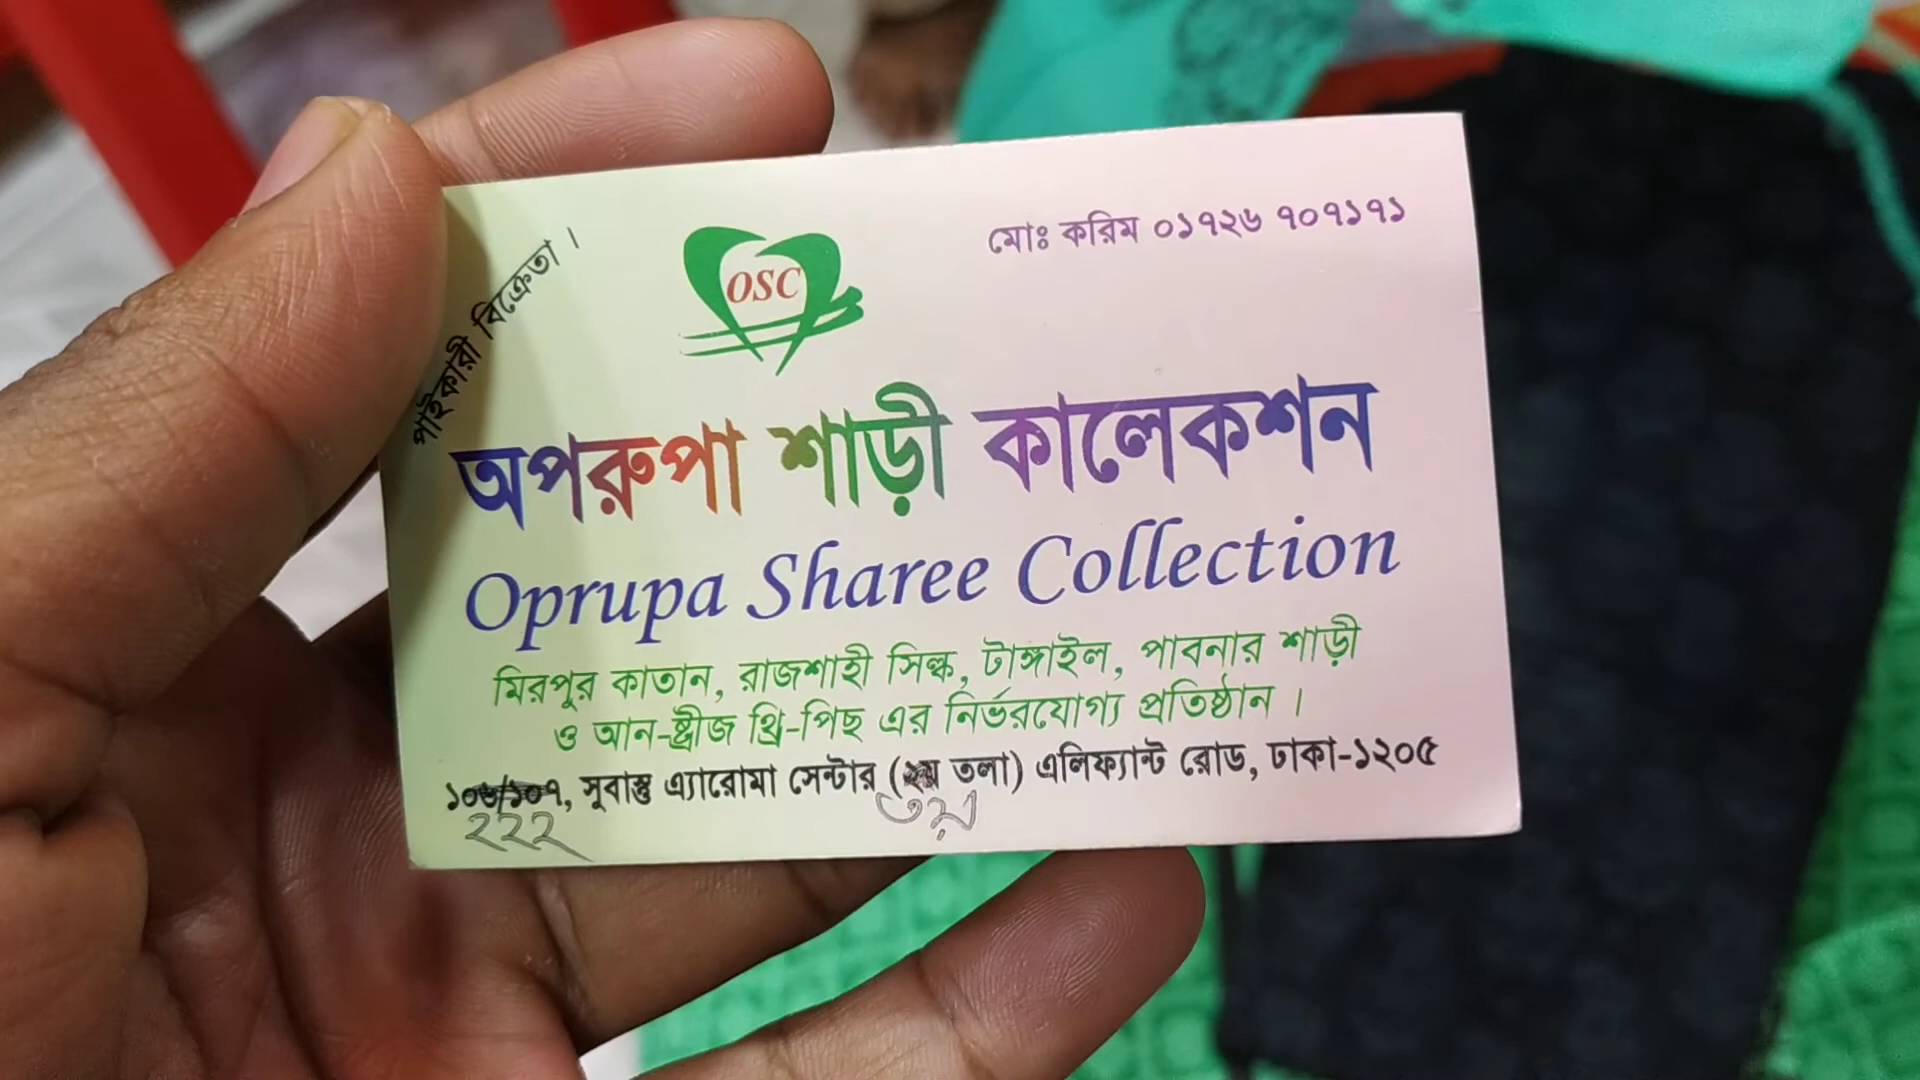 পাইকারী বিক্রেতা।
OSC
মোঃ করিম ০১৭২৬ ৭০৭১৭১
অপরুপা শাড়ী কালেকশন
Oprupa Sharee Collection
মিরপুর কাতান, রাজশাহী সিল্ক, টাঙ্গাইল, পাবনার শাড়ী
ও আন-ষ্ট্রীজ থ্রি-পিছ এর নির্ভরযোগ্য প্রতিষ্ঠান।
১০৬/১০৭, সুবাস্তু এ্যারোমা সেন্টার (২য় তলা) এলিফ্যান্ট রোড, ঢাকা-১২০৫
২২২ ৩য়